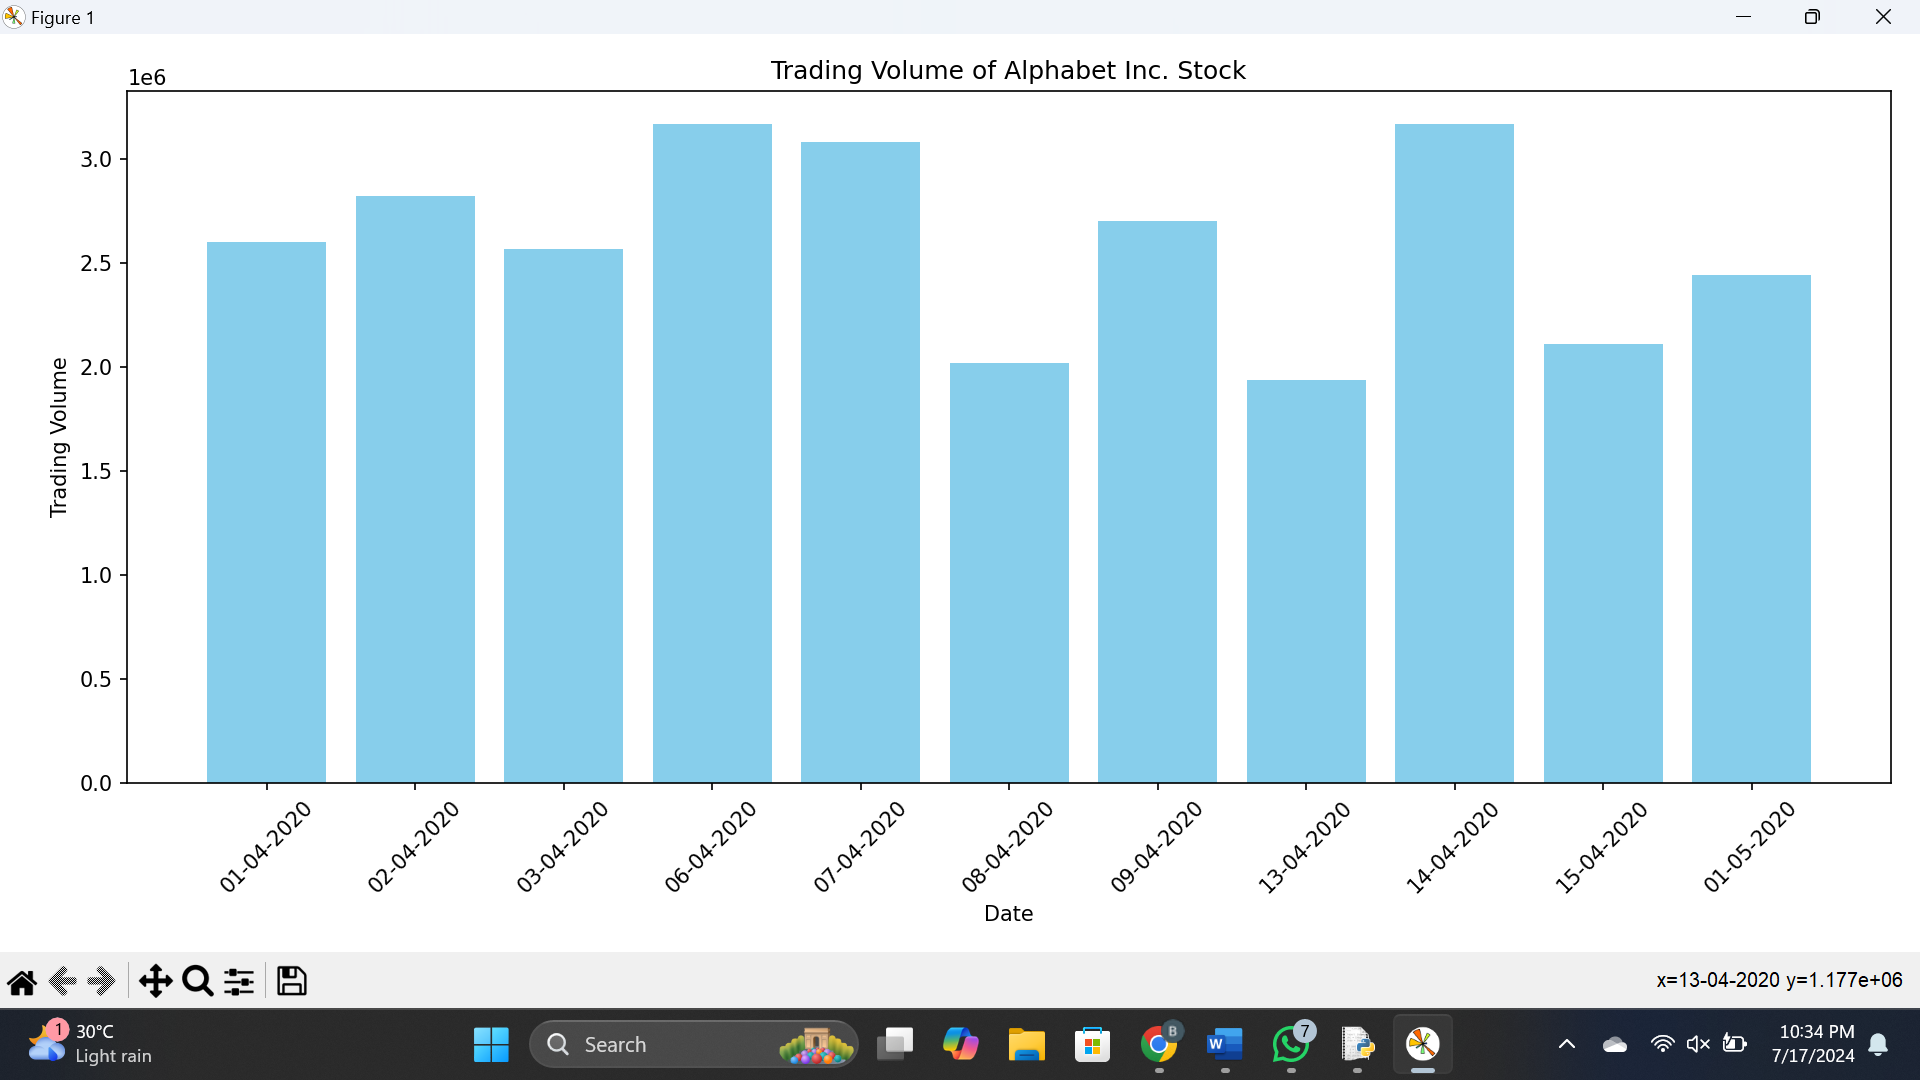 Figure 1
Trading Volume of Alphabet Inc. Stock
1e6
3.0
2.5
2.0
1.5
1.0
0.5
0.0
Trading Volume
01-04-2020
02-04-2020
03-04-2020
06-04-2020
07-04-2020
08-04-2020
09-04-2020
13-04-2020
14-04-2020
15-04-2020
01-05-2020
Date
x=13-04-2020 y=1.177e+06
1
30°C
Light rain
Search
B
W
7
10:34 PM
7/17/2024